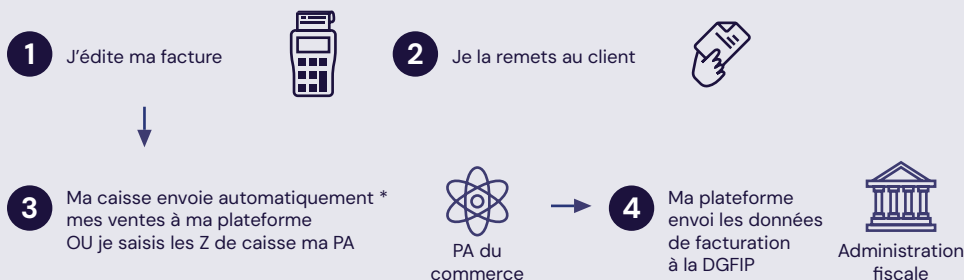 1 J'édite ma facture
2 Je la remets au client
3 Ma caisse envoie automatiquement *
mes ventes à ma plateforme
OU je saisis les Z de caisse ma PA
PA du
commerce
4 Ma plateforme
envoi les données
de facturation
à la DGFIP
Administration
fiscale